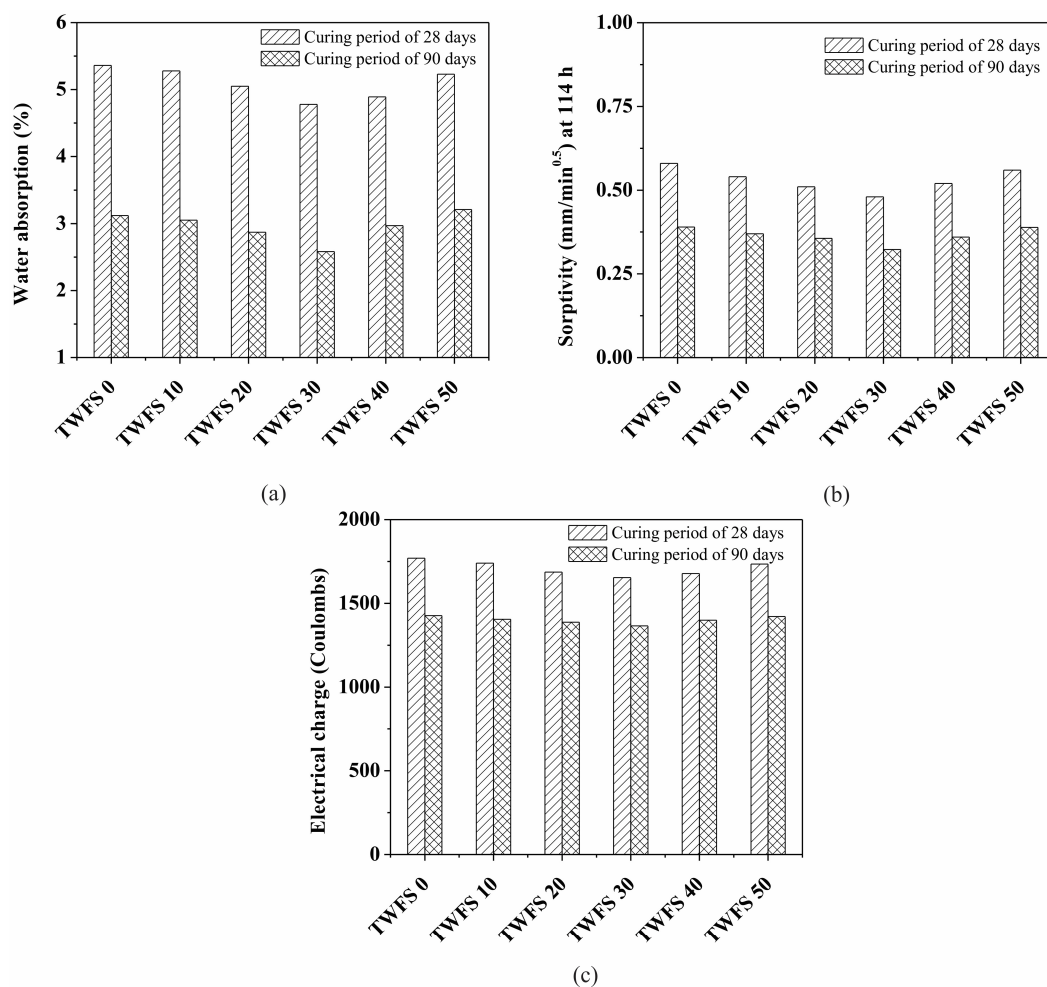 6
5
4
3
2
1
Water absorption (%)
Curing period of 28 days
Curing period of 90 days
TWFS 0
TWFS 10
TWFS 20
TWFS 30
TWFS 40
TWFS 50
(a)
1.00
0.75
0.50
0.25
0.00
Sorptivity (mm/min^0.5) at 114 h
Curing period of 28 days
Curing period of 90 days
TWFS 0
TWFS 10
TWFS 20
TWFS 30
TWFS 40
TWFS 50
(b)
2000
1500
1000
500
0
Electrical charge (Coulombs)
Curing period of 28 days
Curing period of 90 days
TWFS 0
TWFS 10
TWFS 20
TWFS 30
TWFS 40
TWFS 50
(c)